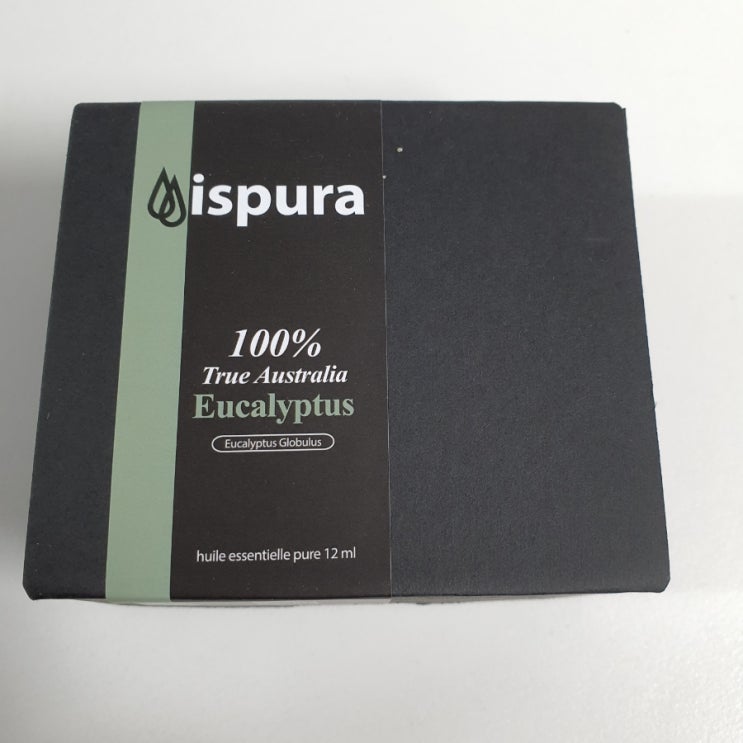 ispura
100%
True Australia
Eucalyptus
Eucalyptus Globulus
huile essentielle pure 12 ml